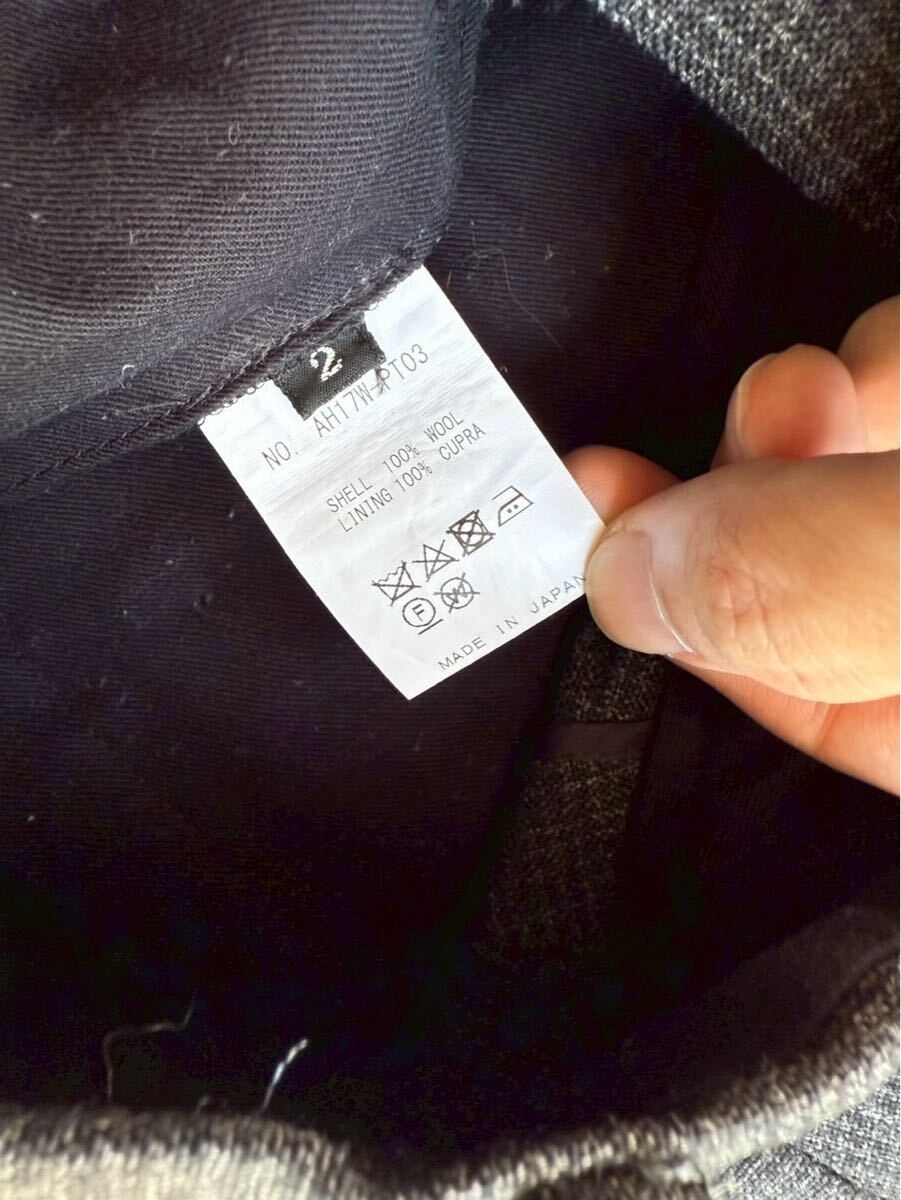 2
NO. AH17W-PT03
SHELL 100% WOOL
LINING 100% CUPRA
F W
MADE IN JAPAN